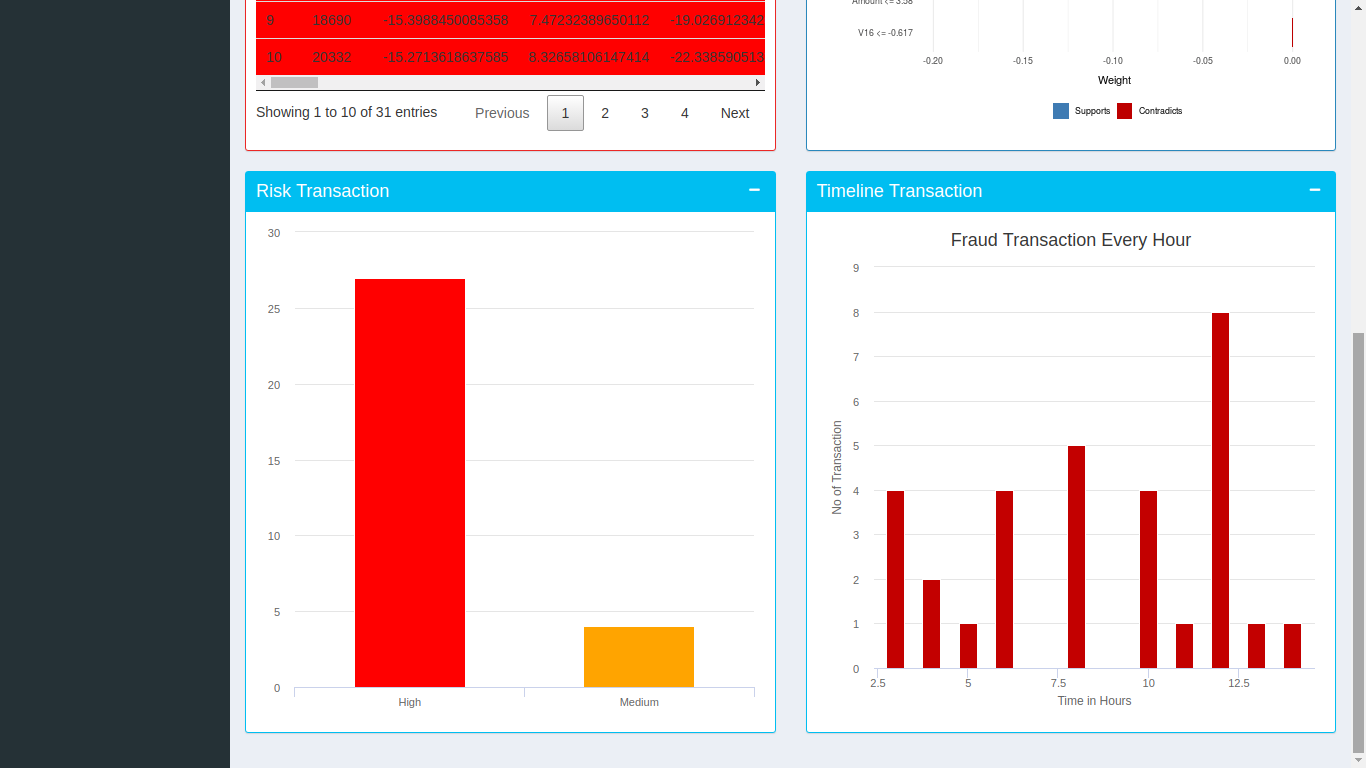 9 18690 -15.3988450085358 7.47232389650112 -19.026912342
10 20332 -15.2713618637585 8.32658106147414 -22.338590513
Showing 1 to 10 of 31 entries Previous 1 2 3 4 Next
Amount <= 3.58
V16 <= -0.617
-0.20 -0.15 -0.10 -0.05 0.00
Weight
Supports Contradicts
Risk Transaction
30
25
20
15
10
5
0
High Medium
Timeline Transaction
Fraud Transaction Every Hour
No of Transaction
9
8
7
6
5
4
3
2
1
0
2.5 5 7.5 10 12.5
Time in Hours